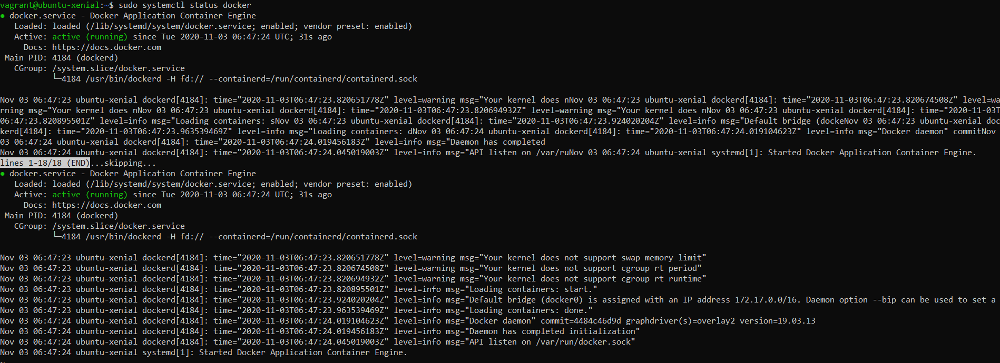 vagrant@ubuntu-xenial:~$ sudo systemctl status docker
● docker.service - Docker Application Container Engine
Loaded: loaded (/lib/systemd/system/docker.service; enabled; vendor preset: enabled)
Active: active (running) since Tue 2020-11-03 06:47:24 UTC; 31s ago
Docs: https://docs.docker.com
Main PID: 4184 (dockerd)
CGroup: /system.slice/docker.service
└─4184 /usr/bin/dockerd -H fd:// --containerd=/run/containerd/containerd.sock
Nov 03 06:47:23 ubuntu-xenial dockerd[4184]: time="2020-11-03T06:47:23.820651778Z" level=warning msg="Your kernel does nNov 03 06:47:23 ubuntu-xenial dockerd[4184]: time="2020-11-03T06:47:23.820674508Z" level=wa
rning msg="Your kernel does nNov 03 06:47:23 ubuntu-xenial dockerd[4184]: time="2020-11-03T06:47:23.820694932Z" level=warning msg="Your kernel does nNov 03 06:47:23 ubuntu-xenial dockerd[4184]: time="2020-11-03T
06:47:23.820895501Z" level=info msg="Loading containers: sNov 03 06:47:23 ubuntu-xenial dockerd[4184]: time="2020-11-03T06:47:23.924020204Z" level=info msg="Default bridge (dockeNov 03 06:47:23 ubuntu-xenial doc
kerd[4184]: time="2020-11-03T06:47:23.963539469Z" level=info msg="Loading containers: dNov 03 06:47:24 ubuntu-xenial dockerd[4184]: time="2020-11-03T06:47:24.019104623Z" level=info msg="Docker daemon" commitNov
03 06:47:24 ubuntu-xenial dockerd[4184]: time="2020-11-03T06:47:24.019456183Z" level=info msg="Daemon has completed
Nov 03 06:47:24 ubuntu-xenial dockerd[4184]: time="2020-11-03T06:47:24.045019003Z" level=info msg="API listen on /var/ruNov 03 06:47:24 ubuntu-xenial systemd[1]: Started Docker Application Container Engine.
lines 1-18/18 (END)...skipping...
● docker.service - Docker Application Container Engine
Loaded: loaded (/lib/systemd/system/docker.service; enabled; vendor preset: enabled)
Active: active (running) since Tue 2020-11-03 06:47:24 UTC; 31s ago
Docs: https://docs.docker.com
Main PID: 4184 (dockerd)
CGroup: /system.slice/docker.service
└─4184 /usr/bin/dockerd -H fd:// --containerd=/run/containerd/containerd.sock
Nov 03 06:47:23 ubuntu-xenial dockerd[4184]: time="2020-11-03T06:47:23.820651778Z" level=warning msg="Your kernel does not support swap memory limit"
Nov 03 06:47:23 ubuntu-xenial dockerd[4184]: time="2020-11-03T06:47:23.820674508Z" level=warning msg="Your kernel does not support cgroup rt period"
Nov 03 06:47:23 ubuntu-xenial dockerd[4184]: time="2020-11-03T06:47:23.820694932Z" level=warning msg="Your kernel does not support cgroup rt runtime"
Nov 03 06:47:23 ubuntu-xenial dockerd[4184]: time="2020-11-03T06:47:23.820895501Z" level=info msg="Loading containers: start."
Nov 03 06:47:23 ubuntu-xenial dockerd[4184]: time="2020-11-03T06:47:23.924020204Z" level=info msg="Default bridge (docker0) is assigned with an IP address 172.17.0.0/16. Daemon option --bip can be used to set a
Nov 03 06:47:23 ubuntu-xenial dockerd[4184]: time="2020-11-03T06:47:23.963539469Z" level=info msg="Loading containers: done."
Nov 03 06:47:24 ubuntu-xenial dockerd[4184]: time="2020-11-03T06:47:24.019104623Z" level=info msg="Docker daemon" commit=4484c46d9d graphdriver(s)=overlay2 version=19.03.13
Nov 03 06:47:24 ubuntu-xenial dockerd[4184]: time="2020-11-03T06:47:24.019456183Z" level=info msg="Daemon has completed initialization"
Nov 03 06:47:24 ubuntu-xenial dockerd[4184]: time="2020-11-03T06:47:24.045019003Z" level=info msg="API listen on /var/run/docker.sock"
Nov 03 06:47:24 ubuntu-xenial systemd[1]: Started Docker Application Container Engine.